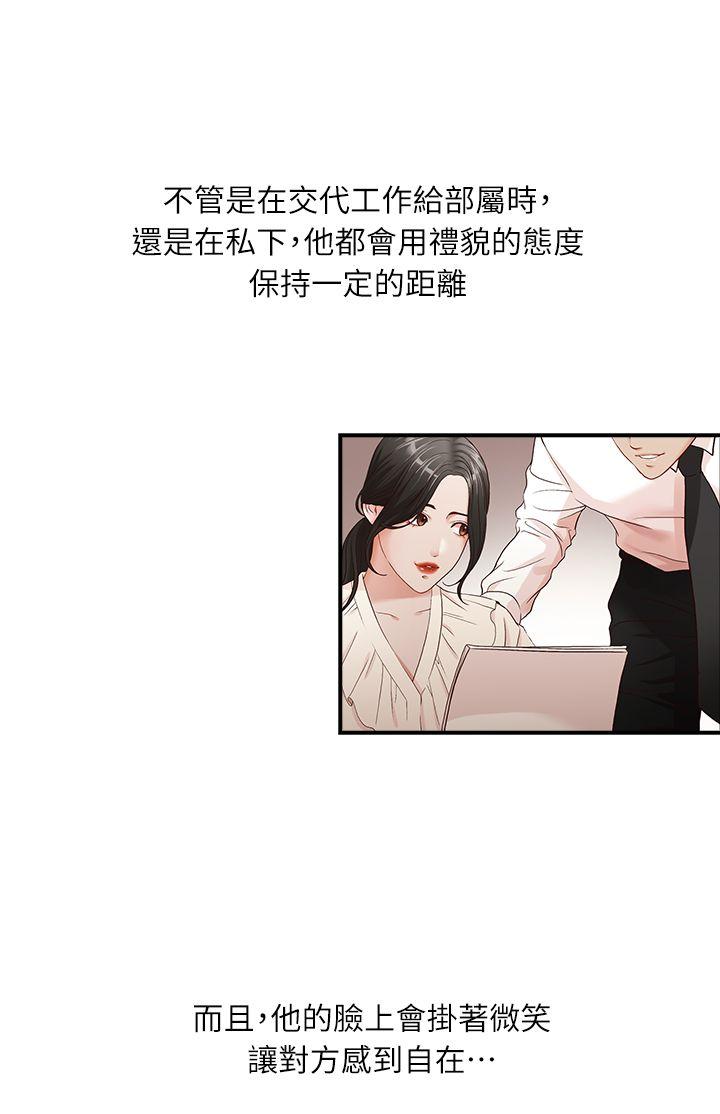 不管是在交代工作給部屬時，
還是在私下，他都會用禮貌的態度
保持一定的距離
而且，他的臉上會掛著微笑
讓對方感到自在⋯